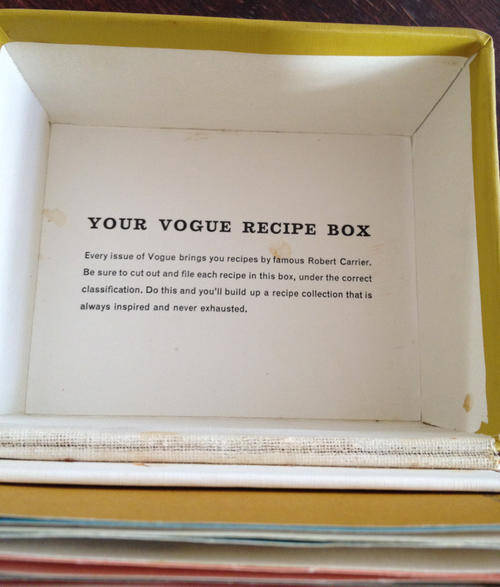 YOUR VOGUE RECIPE BOX
Every issue of Vogue brings you recipes by famous Robert Carrier.
Be sure to cut out and file each recipe in this box, under the correct
classification. Do this and you'll build up a recipe collection that is
always inspired and never exhausted.